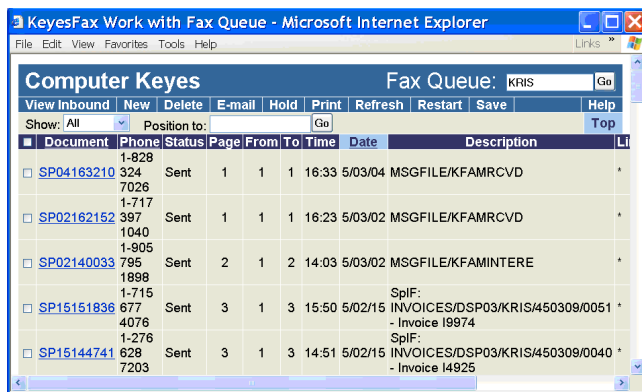 KeyesFax Work with Fax Queue - Microsoft Internet Explorer
File Edit View Favorites Tools Help Links »
Computer Keyes Fax Queue: KRIS Go
View Inbound New Delete E-mail Hold Print Refresh Restart Save Help
Show: All Position to: Go Top
Document Phone Status Page From To Time Date Description Li
1-828
SP04163210 324 Sent 1 1 1 16:33 5/03/04 MSGFILE/KFAMRCVD *
7026
1-717
SP02162152 397 Sent 1 1 1 16:23 5/03/02 MSGFILE/KFAMRCVD *
1040
1-905
SP02140033 795 Sent 2 1 2 14:03 5/03/02 MSGFILE/KFAMINTERE *
1898
1-715 SplF:
SP15151836 677 Sent 3 1 3 15:50 5/02/15 INVOICES/DSP03/KRIS/450309/0051 *
4076 - Invoice I9974
1-276 SplF:
SP15144741 628 Sent 3 1 3 14:51 5/02/15 INVOICES/DSP03/KRIS/450309/0040 *
7203 - Invoice I4925